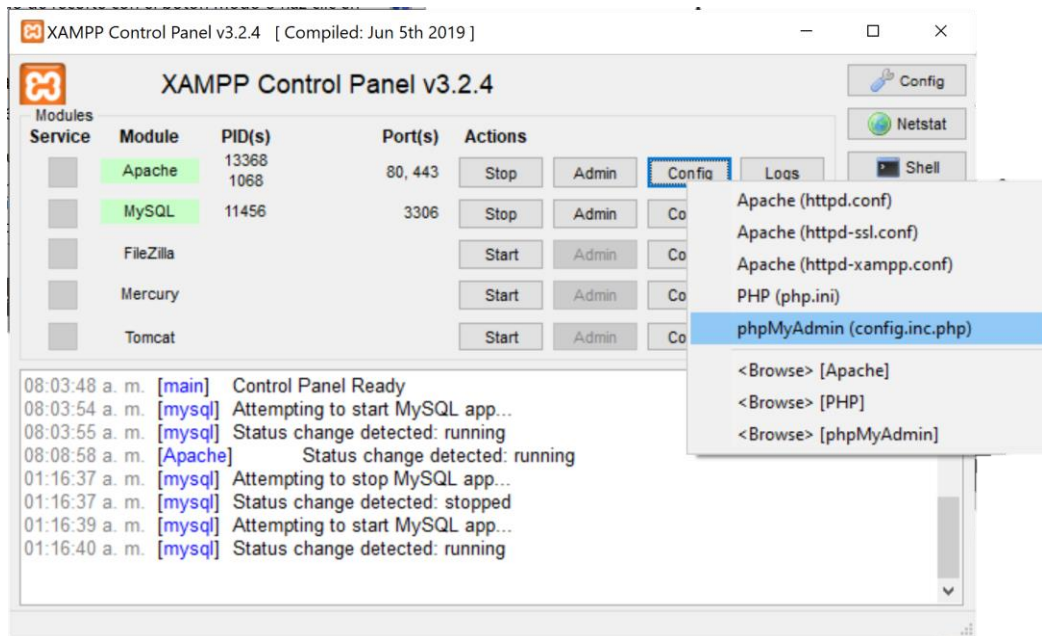 XAMPP Control Panel v3.2.4 [ Compiled: Jun 5th 2019 ]
XAMPP Control Panel v3.2.4
Config
Modules
Service Module PID(s) Port(s) Actions
Netstat
Apache 13368 1068 80, 443 Stop Admin Config Logs
Shell
MySQL 11456 3306 Stop Admin Co
FileZilla Start Admin Co
Mercury Start Admin Co
Tomcat Start Admin Co
Apache (httpd.conf)
Apache (httpd-ssl.conf)
Apache (httpd-xampp.conf)
PHP (php.ini)
phpMyAdmin (config.inc.php)
<Browse> [Apache]
<Browse> [PHP]
<Browse> [phpMyAdmin]
08:03:48 a. m. [main] Control Panel Ready
08:03:54 a. m. [mysql] Attempting to start MySQL app...
08:03:55 a. m. [mysql] Status change detected: running
08:08:58 a. m. [Apache] Status change detected: running
01:16:37 a. m. [mysql] Attempting to stop MySQL app...
01:16:37 a. m. [mysql] Status change detected: stopped
01:16:39 a. m. [mysql] Attempting to start MySQL app...
01:16:40 a. m. [mysql] Status change detected: running